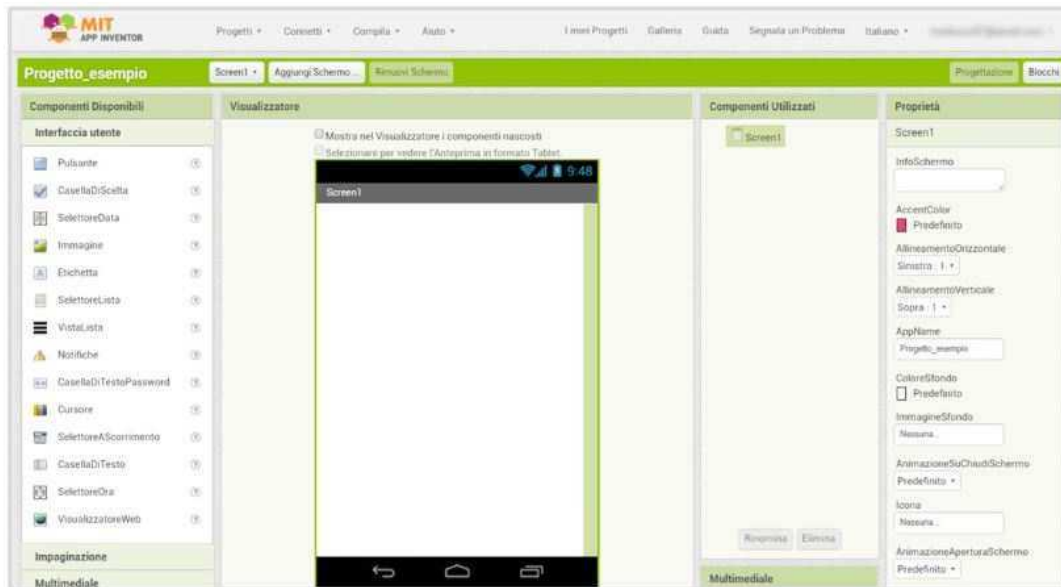 MIT
APP INVENTOR
Progetti
Connetti
Compila
Aiuto
I miei Progetti
Galleria
Guida
Segnala un Problema
Italiano
Progetto_esempio
Screen1
Aggiungi Schermo...
Rimuovi Schermo
Progettazione
Blocchi
Componenti Disponibili
Interfaccia utente
Pulsante
CasellaDiScelta
SelettoreData
Immagine
Etichetta
SelettoreLista
VistaLista
Notifiche
CasellaDiTestoPassword
Cursore
SelettoreAScorrimento
CasellaDiTesto
SelettoreOra
VisualizzatoreWeb
Impaginazione
Multimediale
Visualizzatore
Mostra nel Visualizzatore i componenti nascosti
Selezionare per vedere l'Anteprima in formato Tablet.
9:48
Screen1
Componenti Utilizzati
Screen1
Rinomina
Elimina
Multimediale
Proprietà
Screen1
InfoSchermo
AccentColor
Predefinito
AllineamentoOrizzontale
Sinistra : 1
AllineamentoVerticale
Sopra : 1
AppName
Progetto_esempio
ColoreSfondo
Predefinito
ImmagineSfondo
Nessuna...
AnimazioneSuChiudiSchermo
Predefinito
Icona
Nessuna...
AnimazioneAperturaSchermo
Predefinito